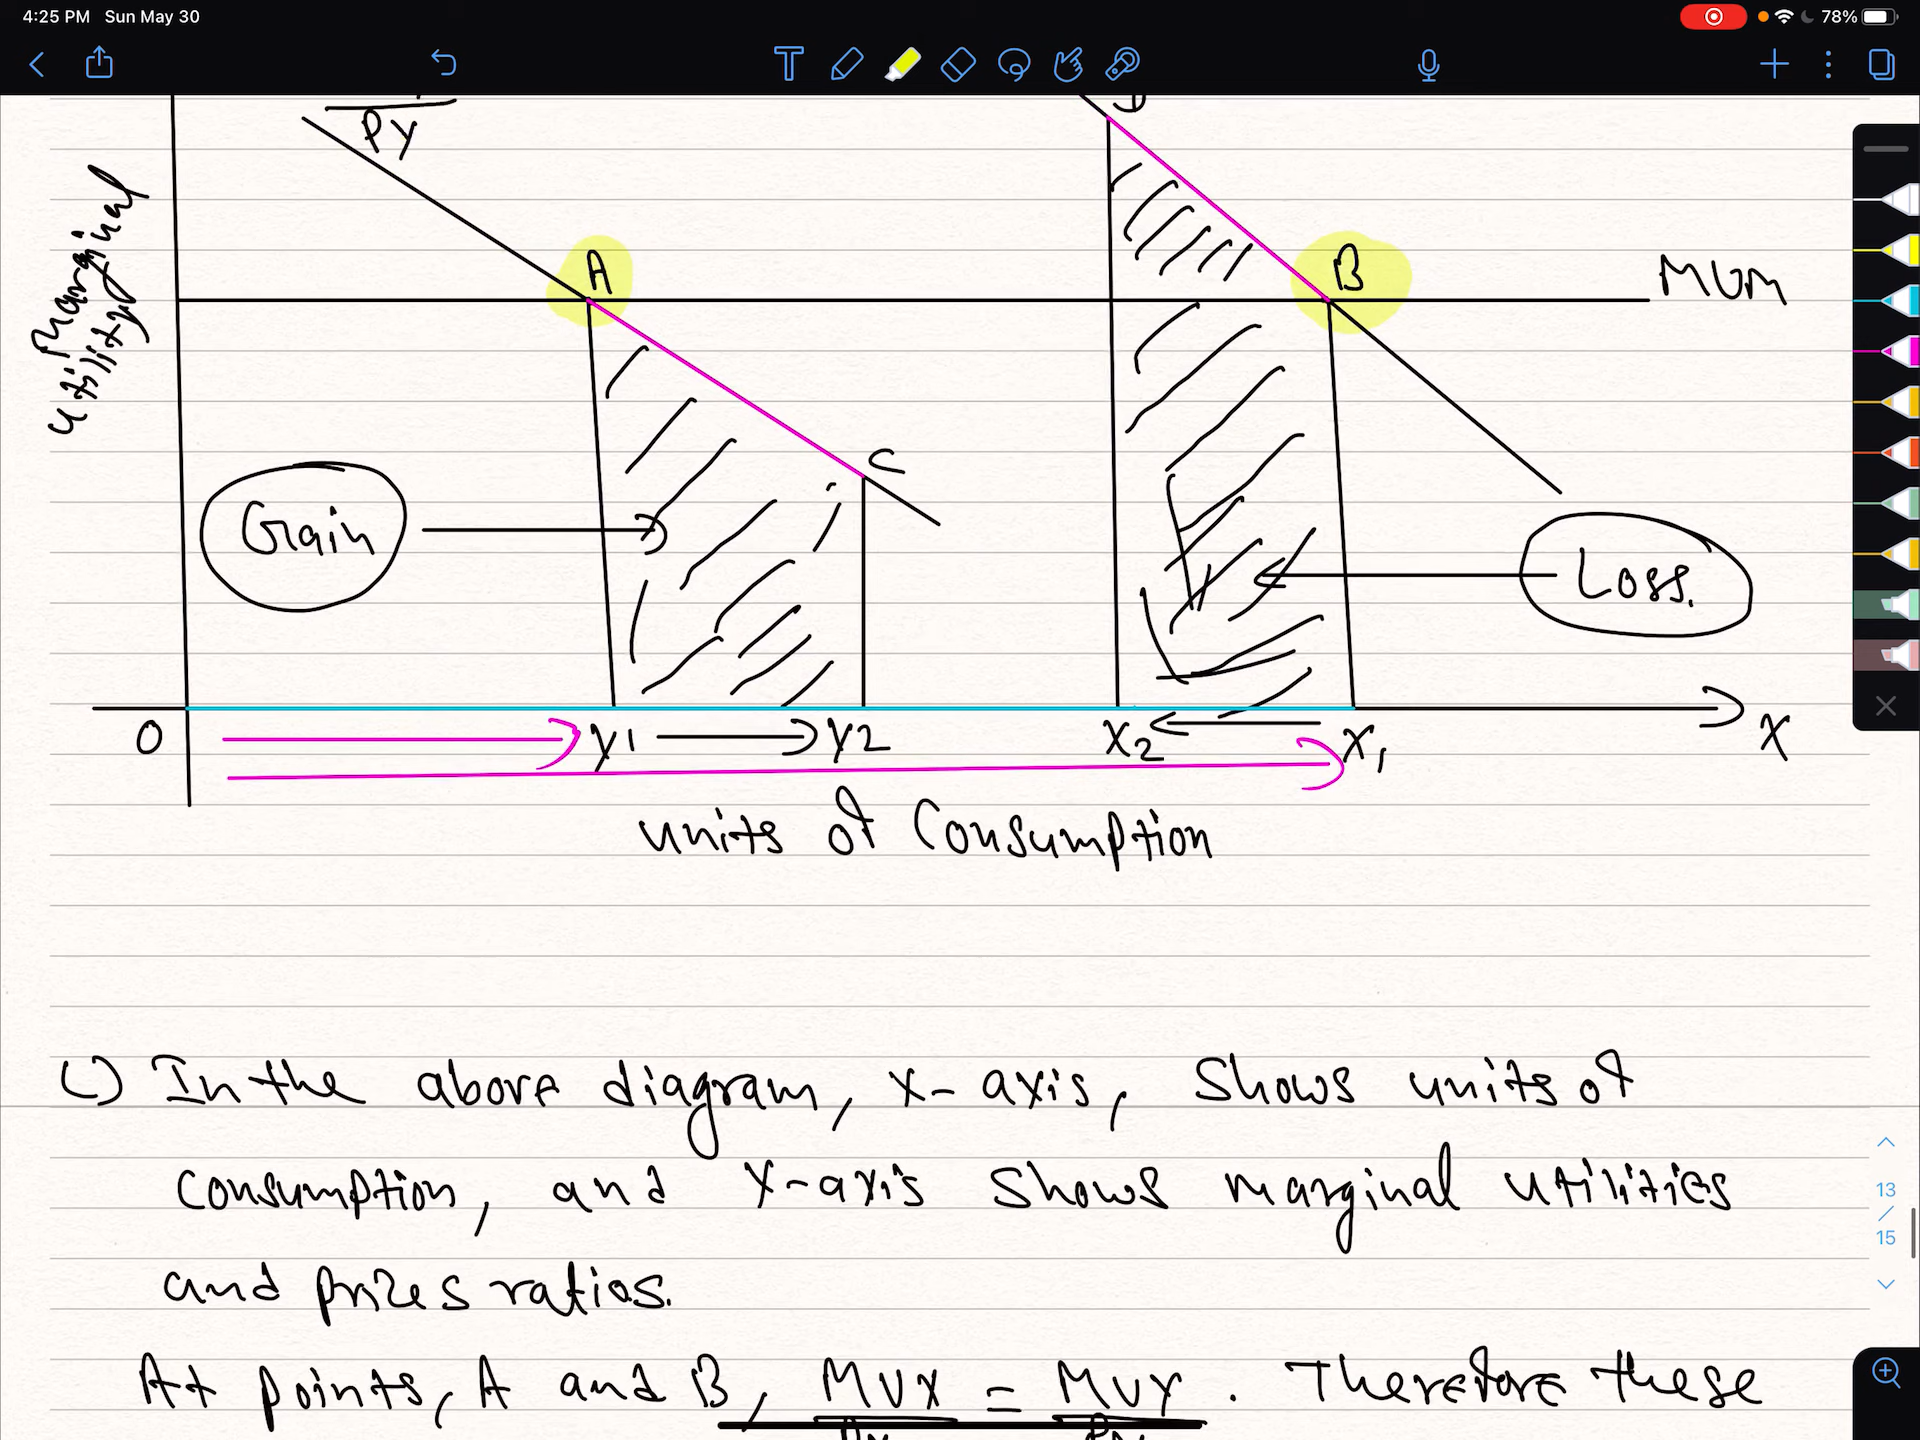 4:25 PM Sun May 30
78%
PY
D
Marginal
Utility
A
B
MUM
C
Gain
Loss.
O
Y1
Y2
X2
X1
X
units of Consumption
c) In the above diagram, x-axis, shows units of
consumption, and Y-axis shows marginal utilities
and prices ratios.
13
/
15
At points, A and B, MUX = MUY. Therefore these